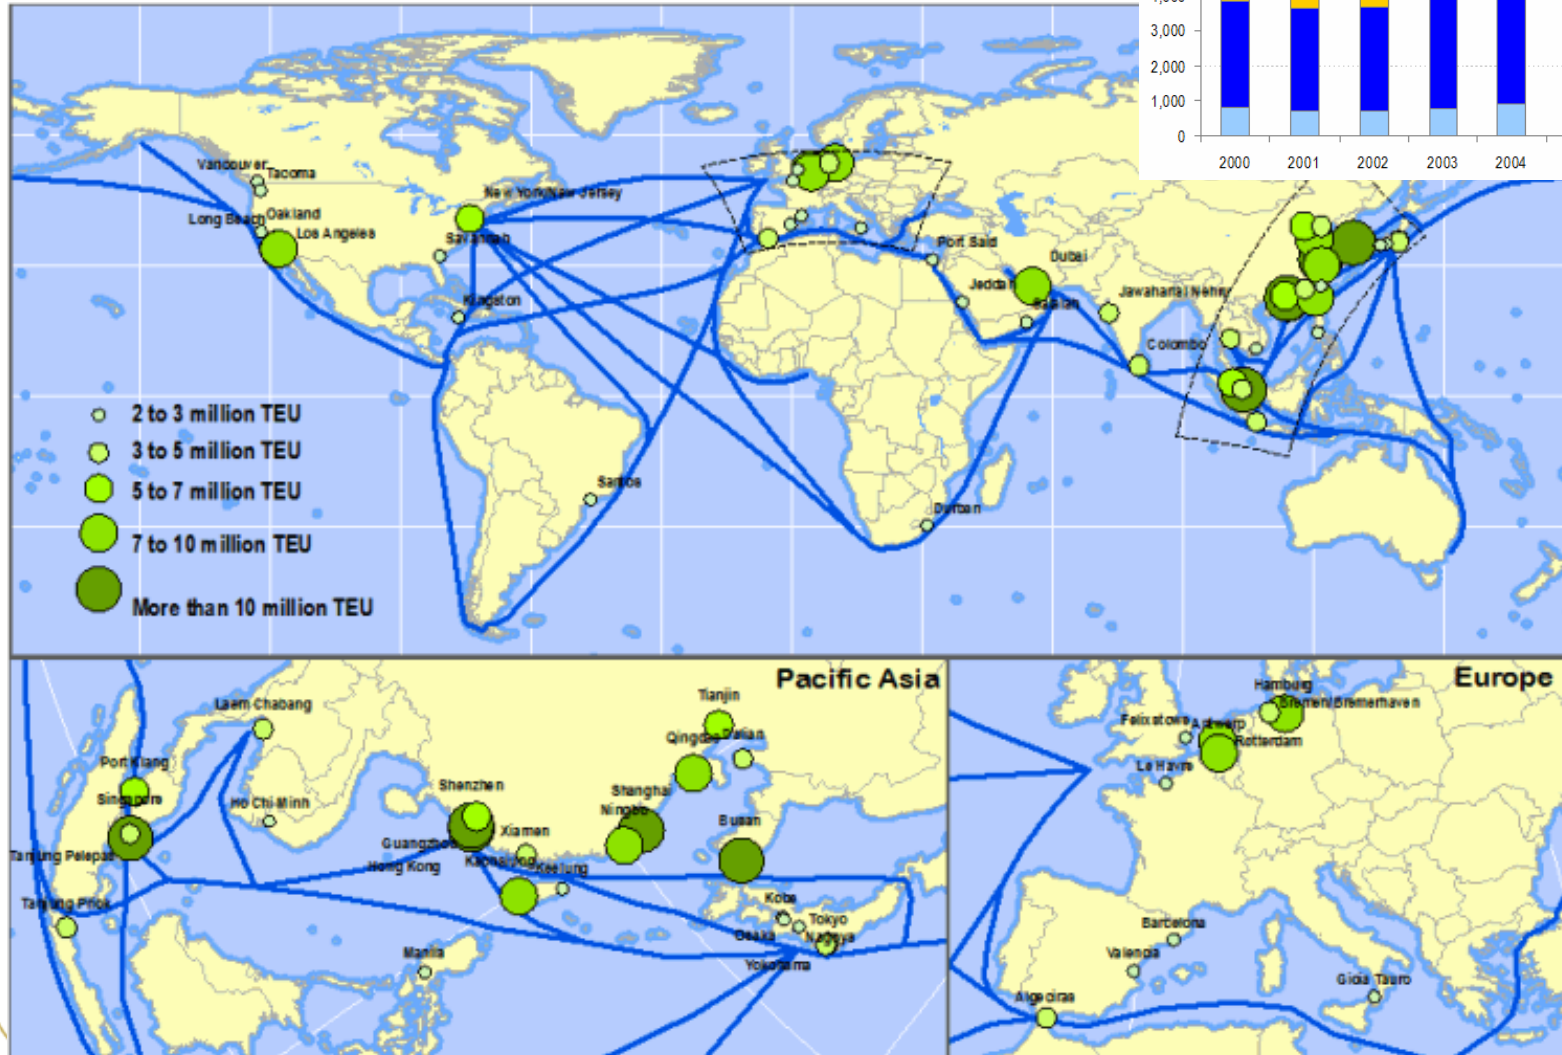 3,000
2,000
1,000
0
2000
2001
2002
2003
2004
Vancouver
Tacoma
Long Beach
Oakland
Los Angeles
New York/New Jersey
Savannah
Kingston
Port Said
Dubai
Jeddah
Jawaharlal Nehru
Colombo
Santos
Durban
2 to 3 million TEU
3 to 5 million TEU
5 to 7 million TEU
7 to 10 million TEU
More than 10 million TEU
Pacific Asia
Laem Chabang
Port Klang
Singapore
Ho Chi Minh
Tanjung Pelepas
Tanjung Priok
Manila
Shenzhen
Guangzhou
Hong Kong
Xiamen
Kaohsiung
Keelung
Tianjin
Qingdao
Dalian
Shanghai
Ningbo
Busan
Kobe
Osaka
Tokyo
Nagoya
Yokohama
Europe
Hamburg
Bremen/Bremerhaven
Felixstowe
Antwerp
Rotterdam
Le Havre
Barcelona
Valencia
Algeciras
Gioia Tauro